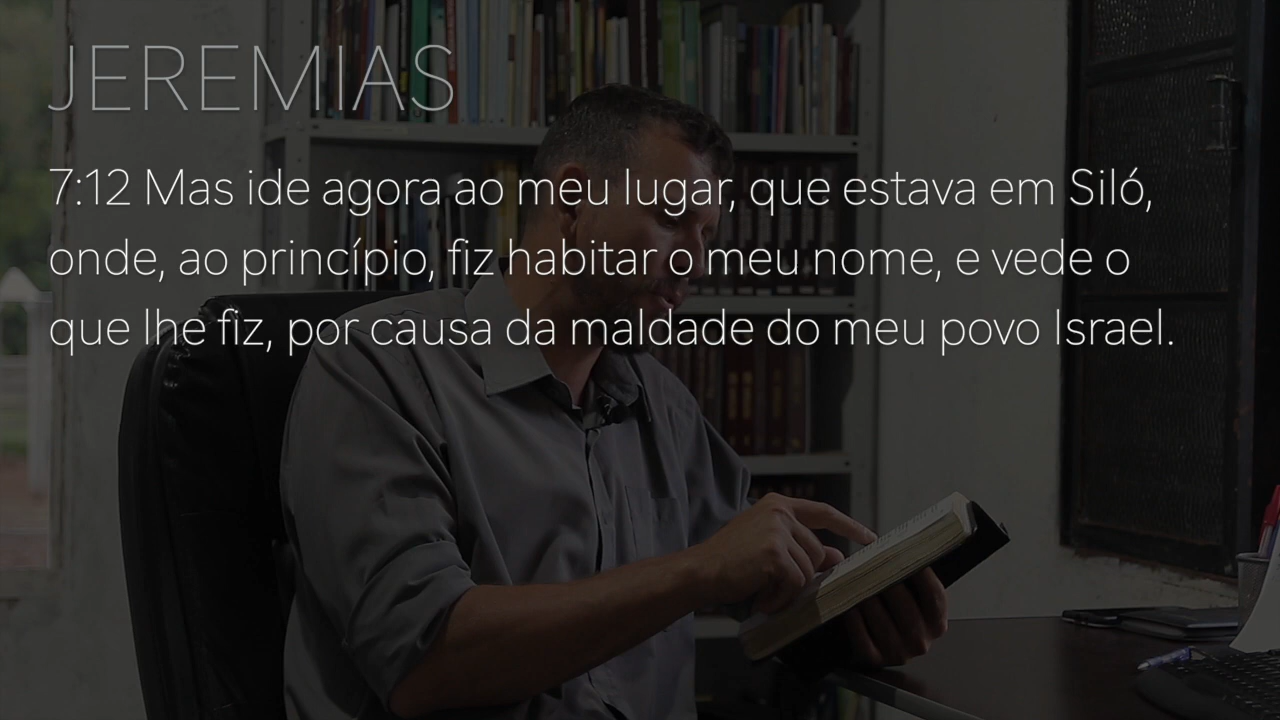 JEREMIAS
7:12 Mas ide agora ao meu lugar, que estava em Siló,
onde, ao princípio, fiz habitar o meu nome, e vede o
que lhe fiz, por causa da maldade do meu povo Israel.